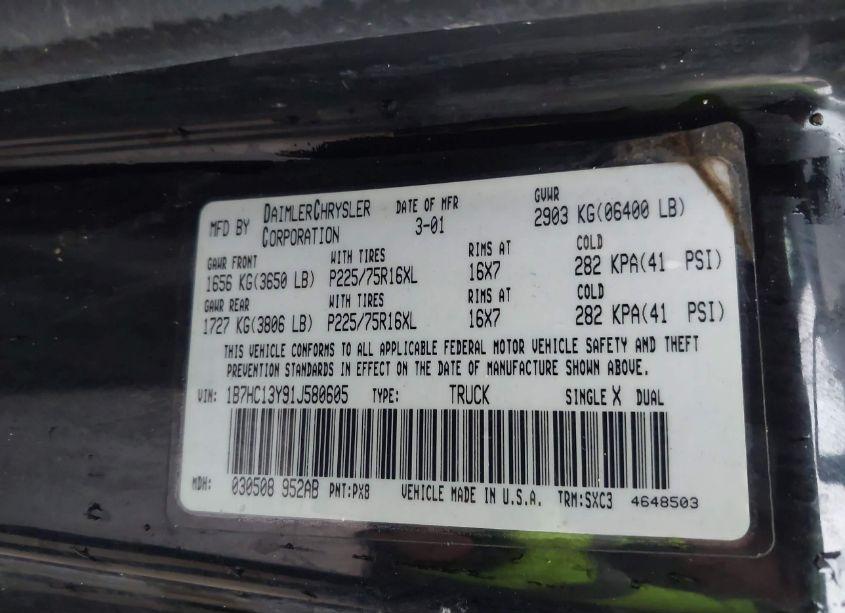 MFD BY DAIMLERCHRYSLER CORPORATION DATE OF MFR 3-01 GVWR 2903 KG(06400 LB)
GAWR FRONT WITH TIRES RIMS AT COLD
1656 KG(3650 LB) P225/75R16XL 16X7 282 KPA(41 PSI)
GAWR REAR WITH TIRES RIMS AT COLD
1727 KG(3806 LB) P225/75R16XL 16X7 282 KPA(41 PSI)
THIS VEHICLE CONFORMS TO ALL APPLICABLE FEDERAL MOTOR VEHICLE SAFETY AND THEFT
PREVENTION STANDARDS IN EFFECT ON THE DATE OF MANUFACTURE SHOWN ABOVE.
VIN: 1B7HC13Y91J580605 TYPE: TRUCK SINGLE X DUAL
MDH: 030508 952AB PNT:PX8 VEHICLE MADE IN U.S.A. TRM:SXC3 4648503